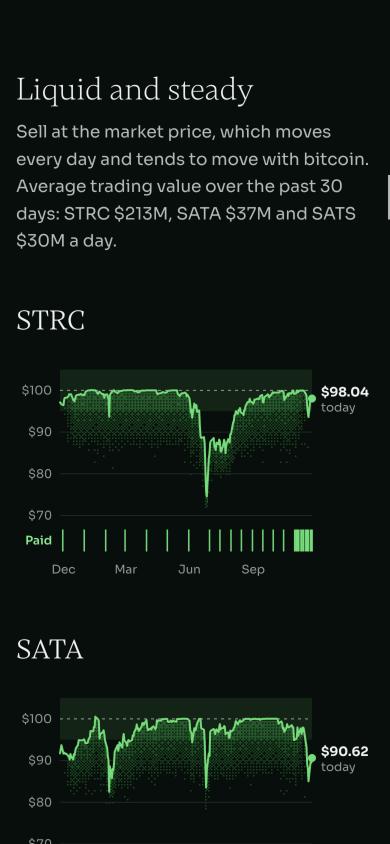 Liquid and steady
Sell at the market price, which moves
every day and tends to move with bitcoin.
Average trading value over the past 30
days: STRC $213M, SATA $37M and SATS
$30M a day.
STRC
$100
$98.04
today
$90
$80
$70
Paid
Dec Mar Jun Sep
SATA
$100
$90.62
$90
today
$80
$70